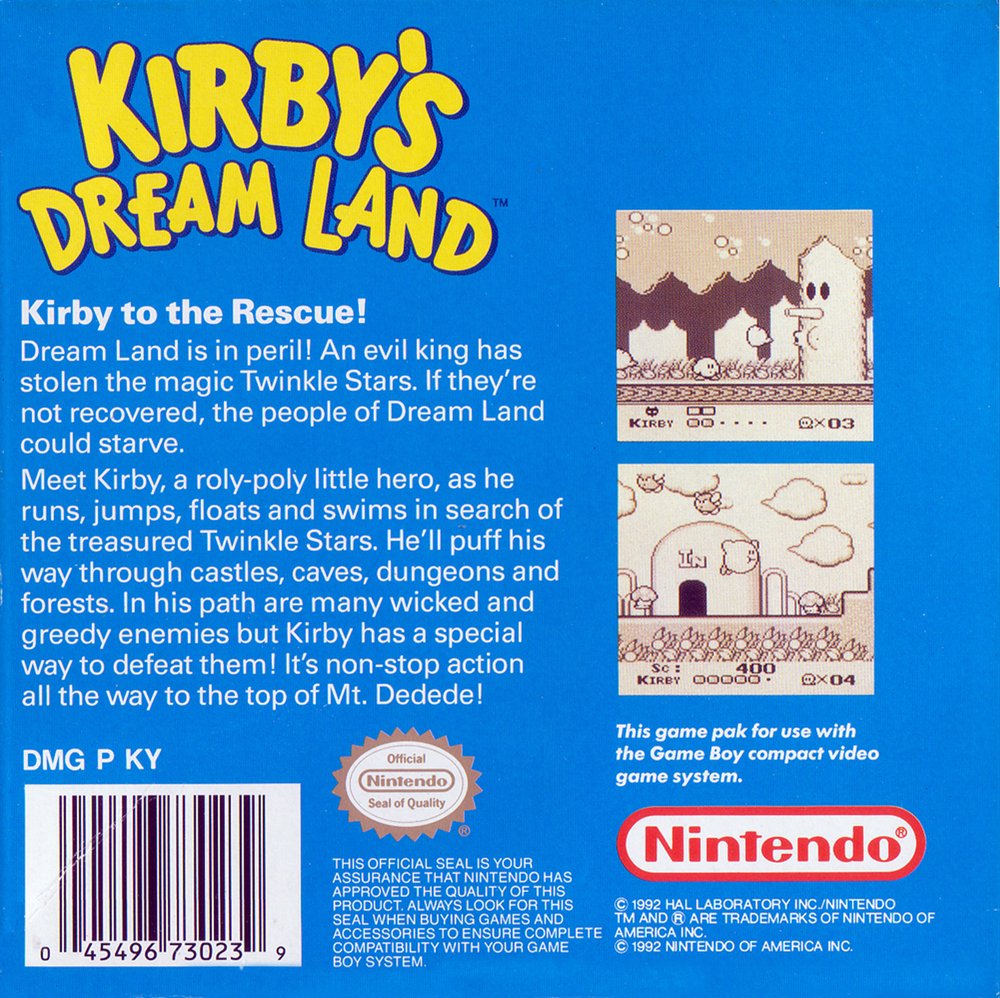 KIRBY'S
DREAM LAND™
Kirby to the Rescue!
Dream Land is in peril! An evil king has
stolen the magic Twinkle Stars. If they're
not recovered, the people of Dream Land
could starve.
Meet Kirby, a roly-poly little hero, as he
runs, jumps, floats and swims in search of
the treasured Twinkle Stars. He'll puff his
way through castles, caves, dungeons and
forests. In his path are many wicked and
greedy enemies but Kirby has a special
way to defeat them! It's non-stop action
all the way to the top of Mt. Dedede!
KIRBY ×03
IN
SC: 400
KIRBY ×04
This game pak for use with
the Game Boy compact video
game system.
DMG P KY
0 45496 73023 9
Official
Nintendo
Seal of Quality
®
THIS OFFICIAL SEAL IS YOUR
ASSURANCE THAT NINTENDO HAS
APPROVED THE QUALITY OF THIS
PRODUCT. ALWAYS LOOK FOR THIS
SEAL WHEN BUYING GAMES AND
ACCESSORIES TO ENSURE COMPLETE
COMPATIBILITY WITH YOUR GAME
BOY SYSTEM.
Nintendo®
© 1992 HAL LABORATORY INC./NINTENDO
TM AND ® ARE TRADEMARKS OF NINTENDO OF
AMERICA INC.
© 1992 NINTENDO OF AMERICA INC.